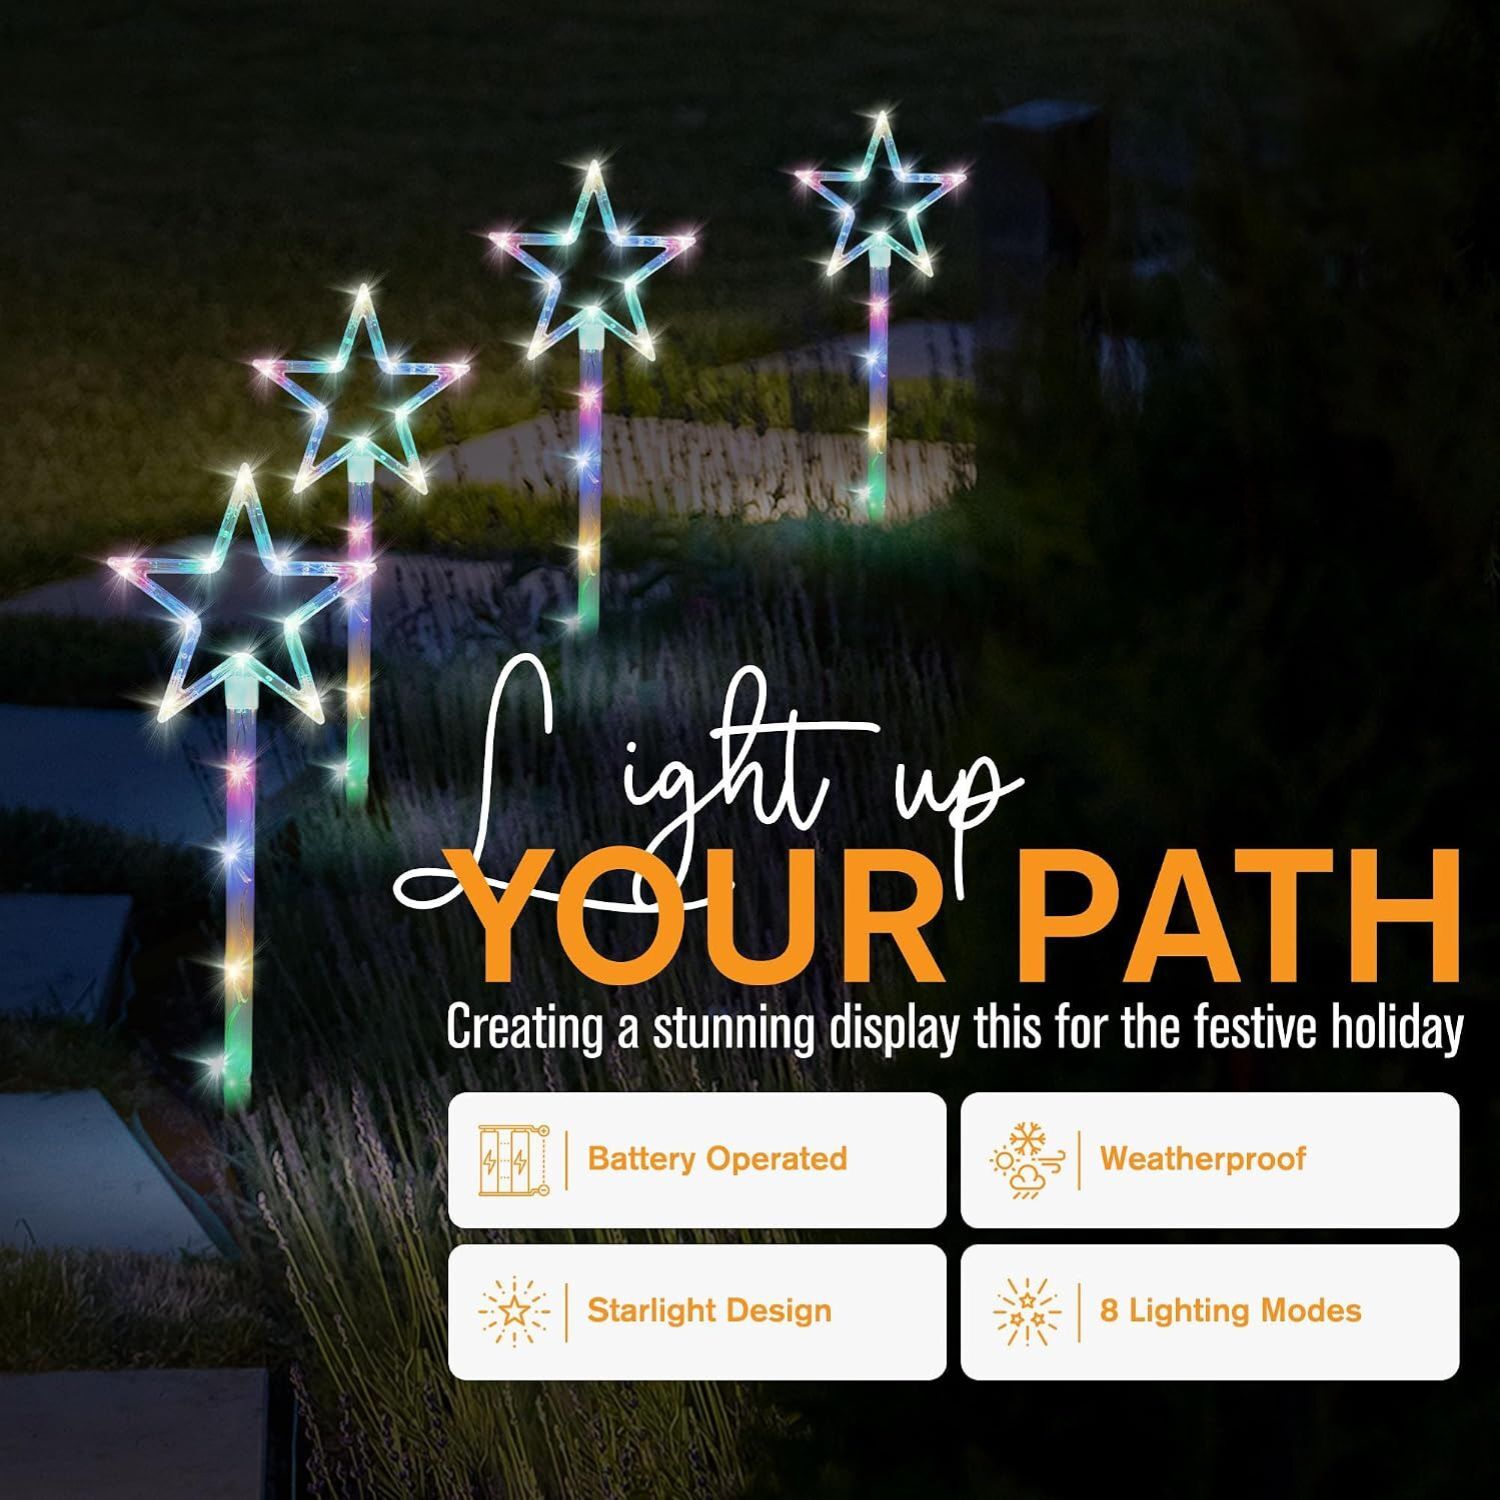 Light up
YOUR PATH
Creating a stunning display this for the festive holiday
Battery Operated
Weatherproof
Starlight Design
8 Lighting Modes